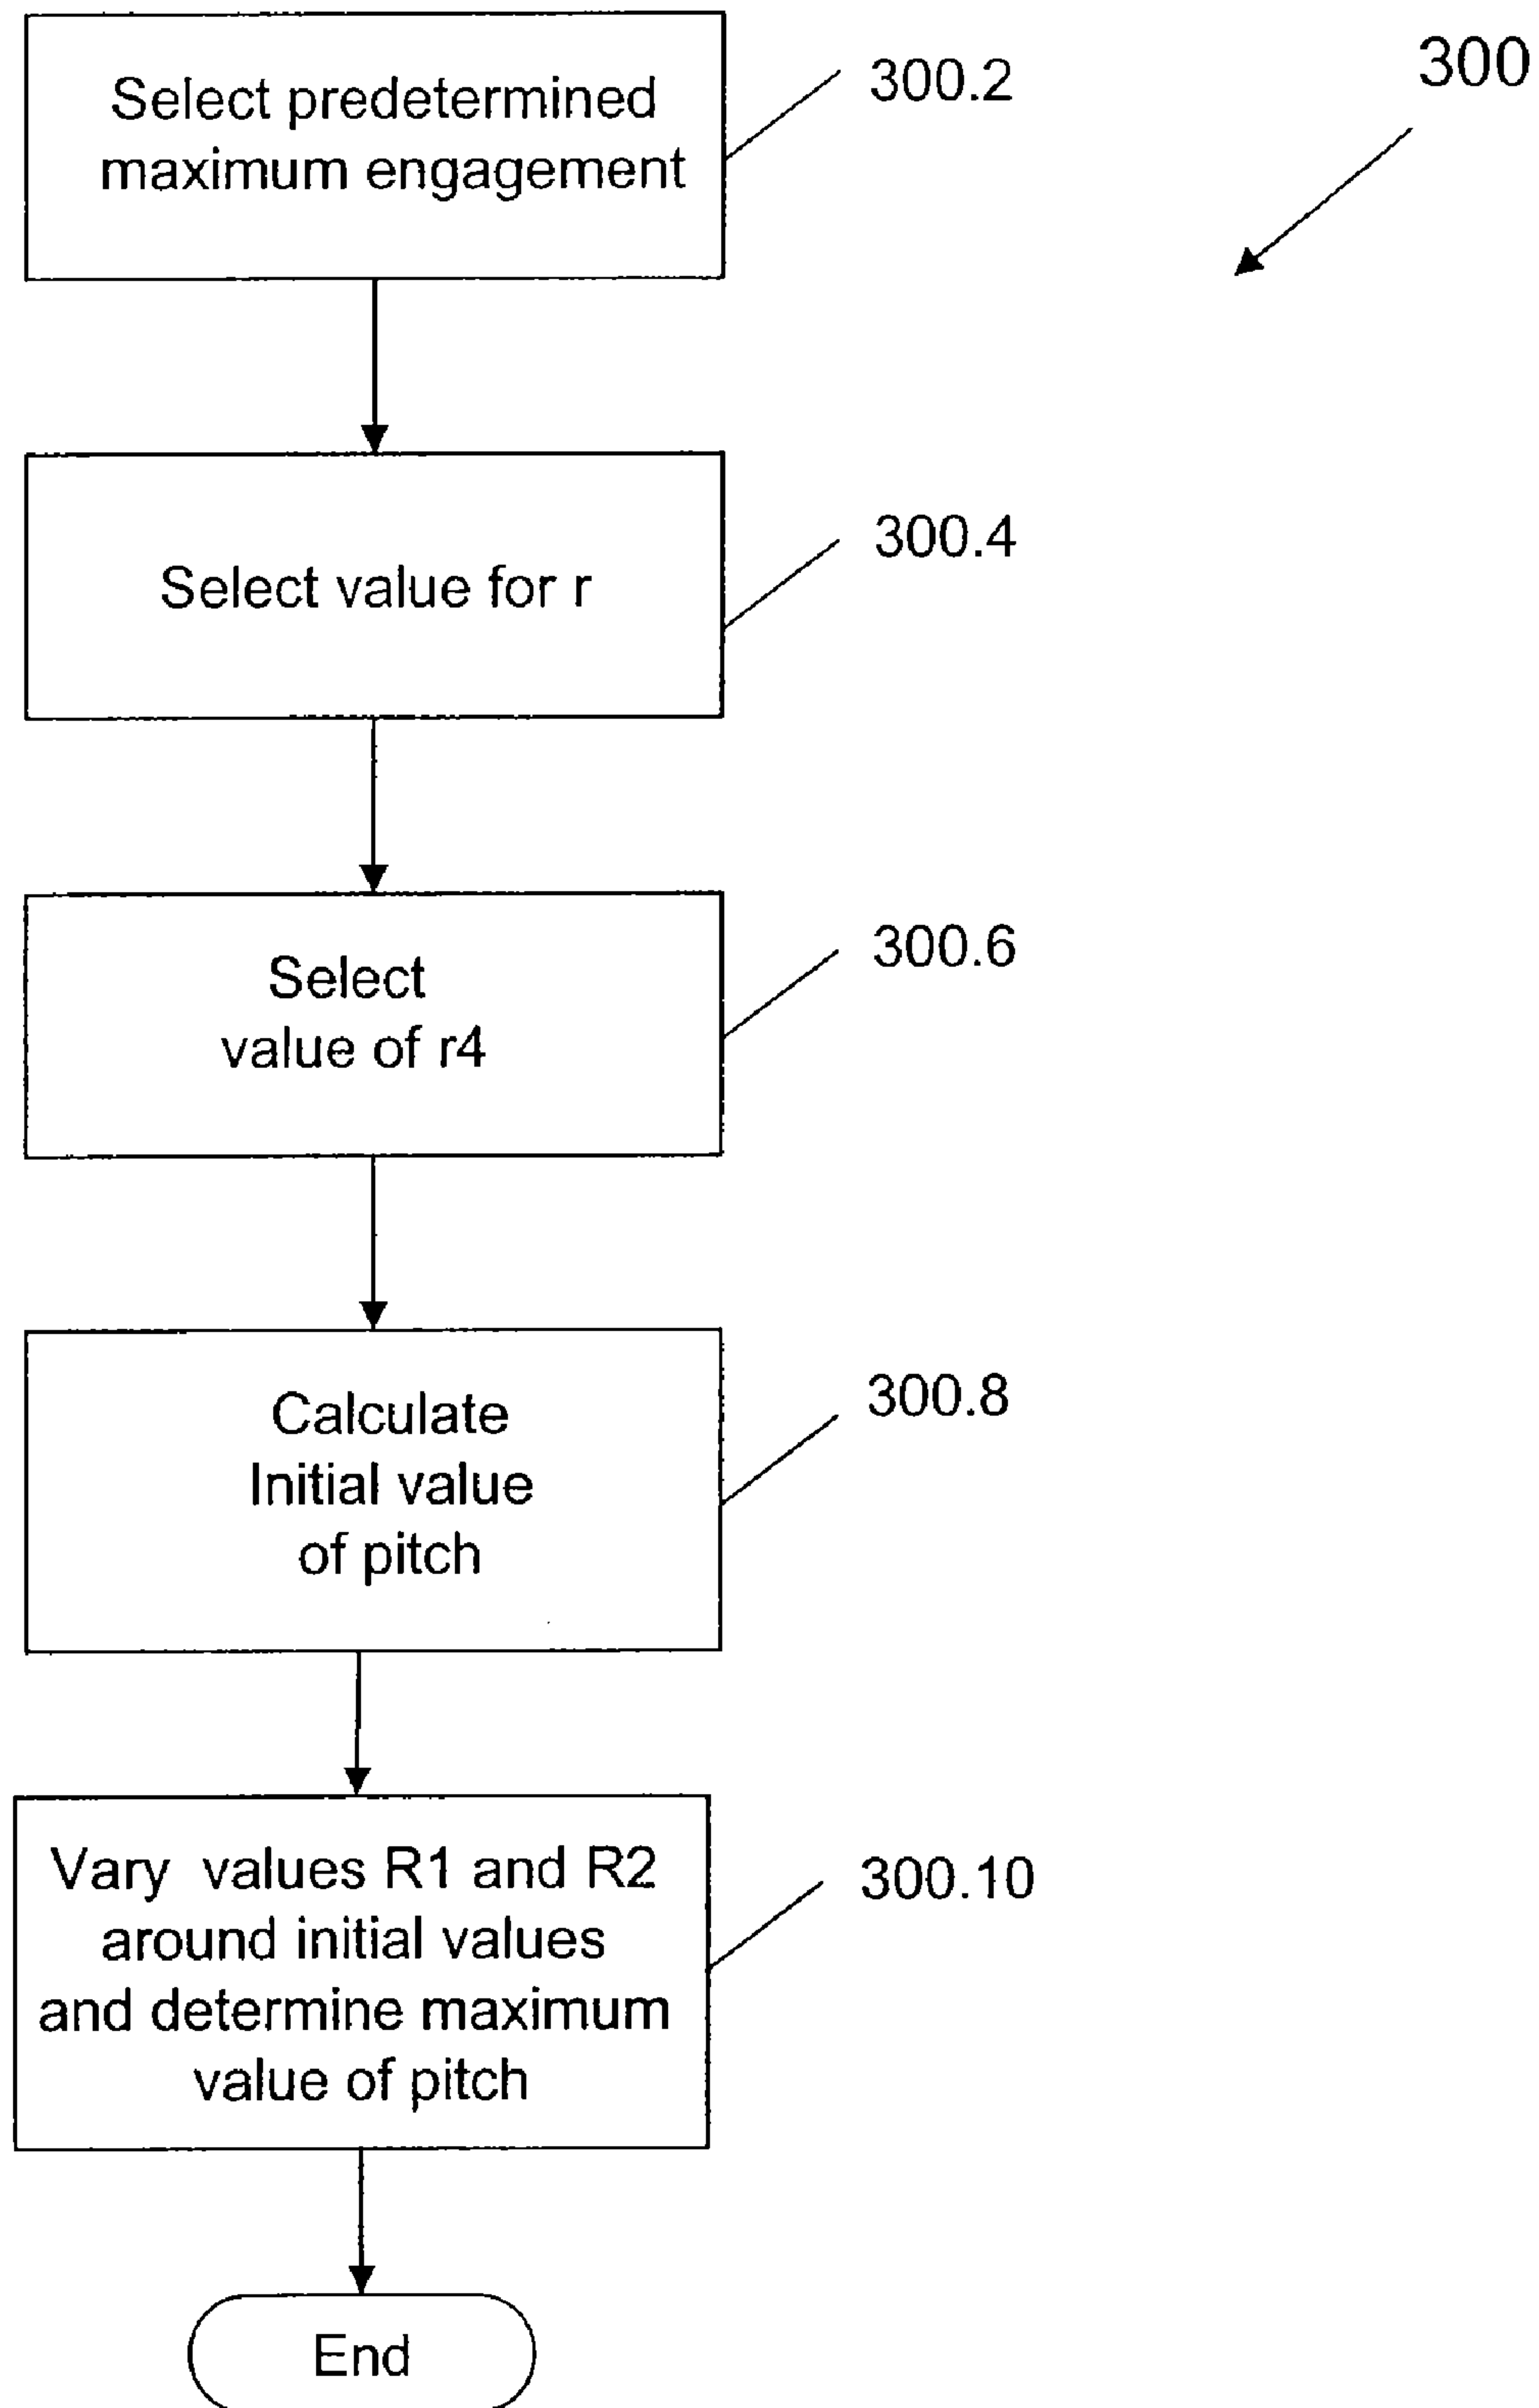 300
Select predetermined
maximum engagement
300.2
Select value for r
300.4
Select
value of r4
300.6
Calculate
Initial value
of pitch
300.8
Vary values R1 and R2
around initial values
and determine maximum
value of pitch
300.10
End